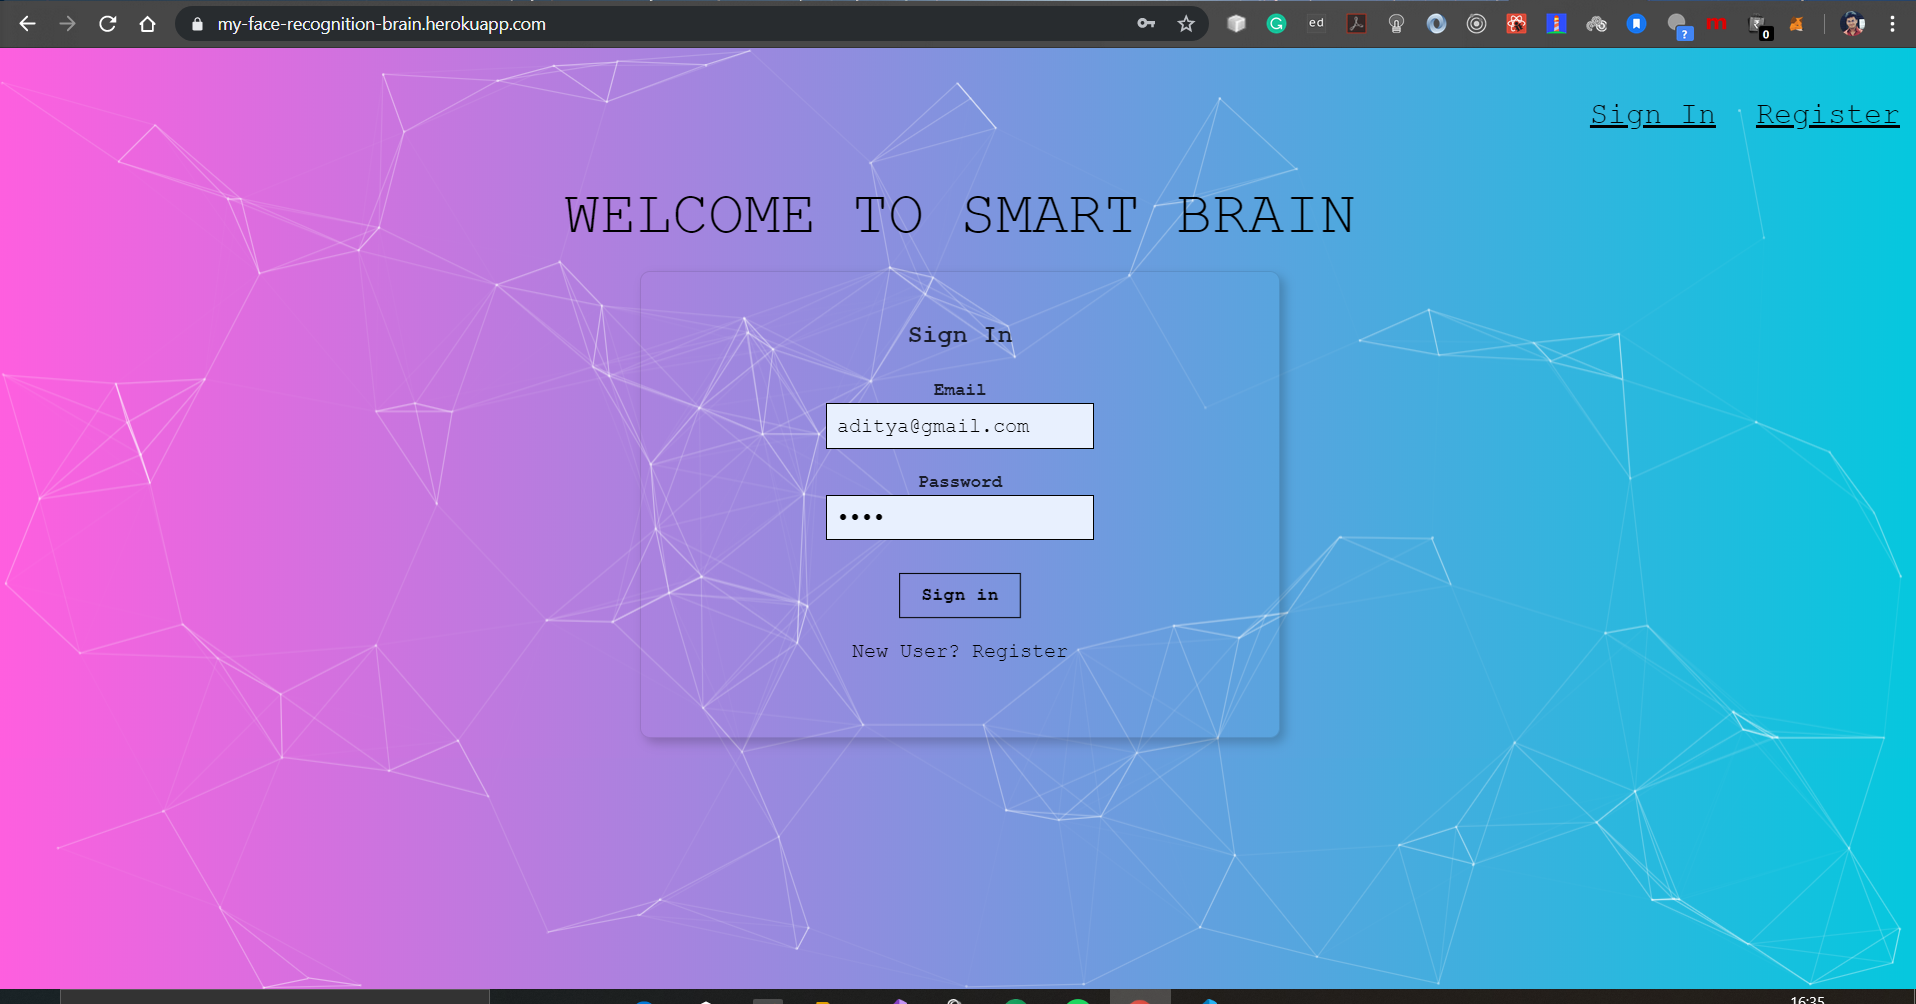 my-face-recognition-brain.herokuapp.com
ed
?
m
0
Sign In Register
WELCOME TO SMART BRAIN
Sign In
Email
aditya@gmail.com
Password
••••
Sign in
New User? Register
16:35